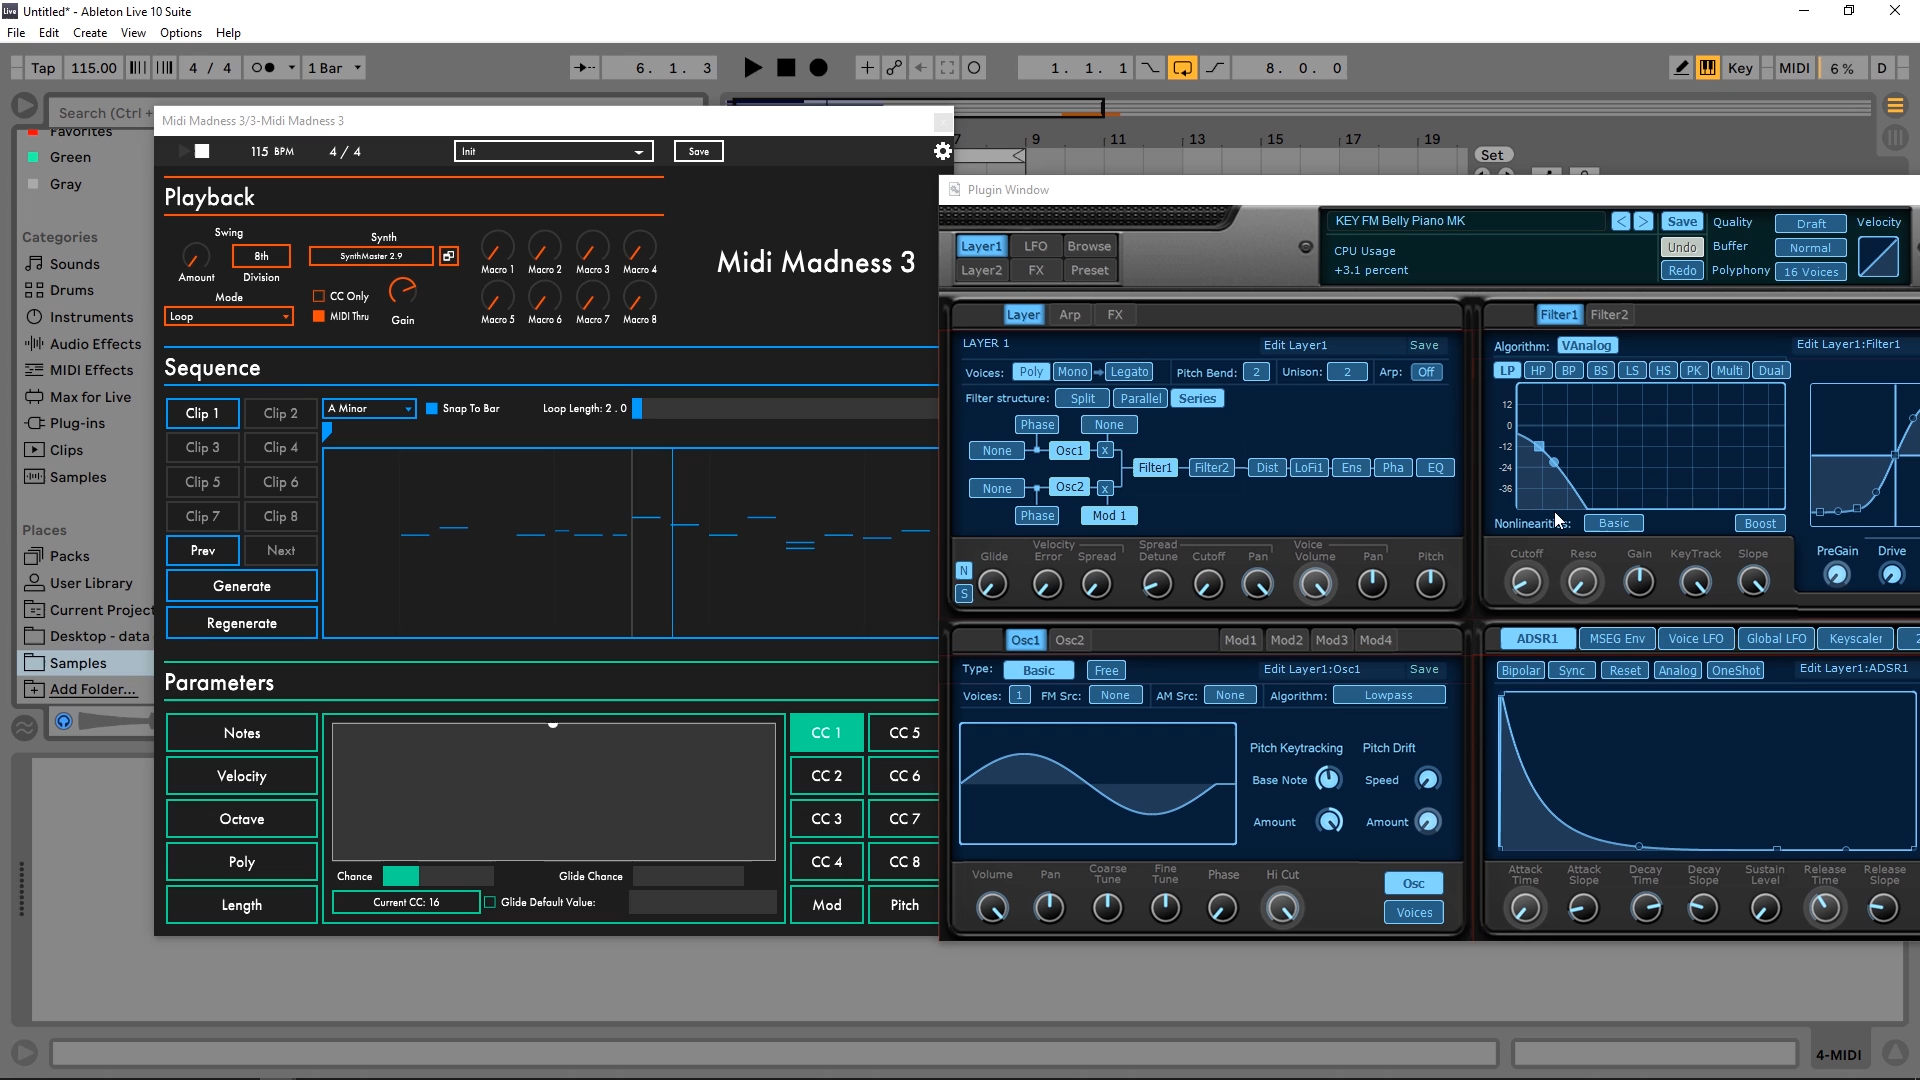 Live Untitled* - Ableton Live 10 Suite
File Edit Create View Options Help
Tap 115.00 4 / 4 1 Bar 6. 1. 3 1. 1. 1 8. 0. 0 Key MIDI 6 % D
Search (Ctrl +
Favorites
Green
Gray
Categories
Sounds
Drums
Instruments
Audio Effects
MIDI Effects
Max for Live
Plug-ins
Clips
Samples
Places
Packs
User Library
Current Project
Desktop - data
Samples
Add Folder...
7 9 11 13 15 17 19
Set
4-MIDI
Midi Madness 3/3-Midi Madness 3
115 BPM 4 / 4 Init Save
Playback
Swing
Amount
8th
Division
Mode
Loop
Synth
SynthMaster 2.9
CC Only
MIDI Thru
Gain
Macro 1 Macro 2 Macro 3 Macro 4
Macro 5 Macro 6 Macro 7 Macro 8
Midi Madness 3
Sequence
Clip 1 Clip 2
Clip 3 Clip 4
Clip 5 Clip 6
Clip 7 Clip 8
Prev Next
Generate
Regenerate
A Minor Snap To Bar Loop Length: 2 . 0
Parameters
Notes
Velocity
Octave
Poly
Length
Chance Glide Chance
Current CC: 16 Glide Default Value:
CC 1 CC 5
CC 2 CC 6
CC 3 CC 7
CC 4 CC 8
Mod Pitch
Plugin Window
Layer1 LFO Browse
Layer2 FX Preset
KEY FM Belly Piano MK < >
CPU Usage
+3.1 percent
Save Quality Draft Velocity
Undo Buffer Normal
Redo Polyphony 16 Voices
Layer Arp FX
LAYER 1 Edit Layer1 Save
Voices: Poly Mono Legato Pitch Bend: 2 Unison: 2 Arp: Off
Filter structure: Split Parallel Series
Phase None
None Osc1 x
Filter1 Filter2 Dist LoFi1 Ens Pha EQ
None Osc2 x
Phase Mod 1
Glide Velocity Error Spread Spread Detune Cutoff Pan Voice Volume Pan Pitch
N
S
Filter1 Filter2
Algorithm: VAnalog Edit Layer1:Filter1
LP HP BP BS LS HS PK Multi Dual
12
0
-12
-24
-36
Basic Boost
Cutoff Reso Gain KeyTrack Slope
PreGain Drive
Osc1 Osc2 Mod1 Mod2 Mod3 Mod4
Type: Basic Free Edit Layer1:Osc1 Save
Voices: 1 FM Src: None AM Src: None Algorithm: Lowpass
Pitch Keytracking Pitch Drift
Base Note Speed
Amount Amount
Volume Pan Coarse Tune Fine Tune Phase Hi Cut
Osc
Voices
ADSR1 MSEG Env Voice LFO Global LFO Keyscaler 2
Bipolar Sync Reset Analog OneShot Edit Layer1:ADSR1
Attack Time Attack Slope Decay Time Decay Slope Sustain Level Release Time Release Slope